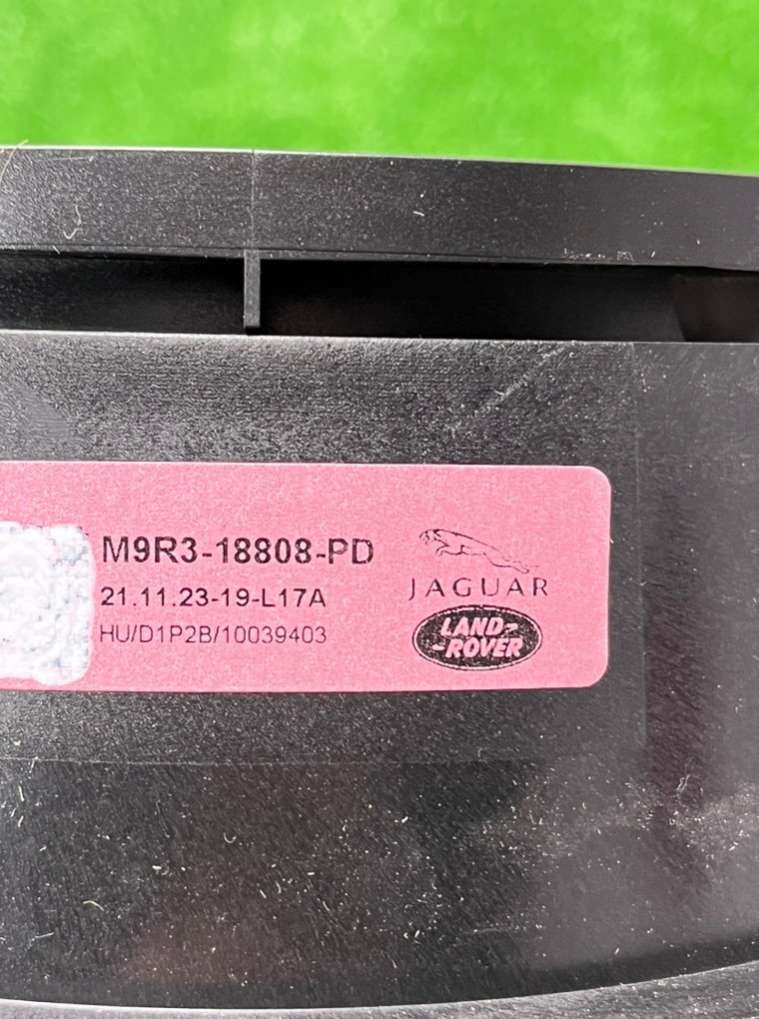 M9R3-18808-PD
21.11.23-19-L17A
HU/D1P2B/10039403
JAGUAR
LAND-
-ROVER